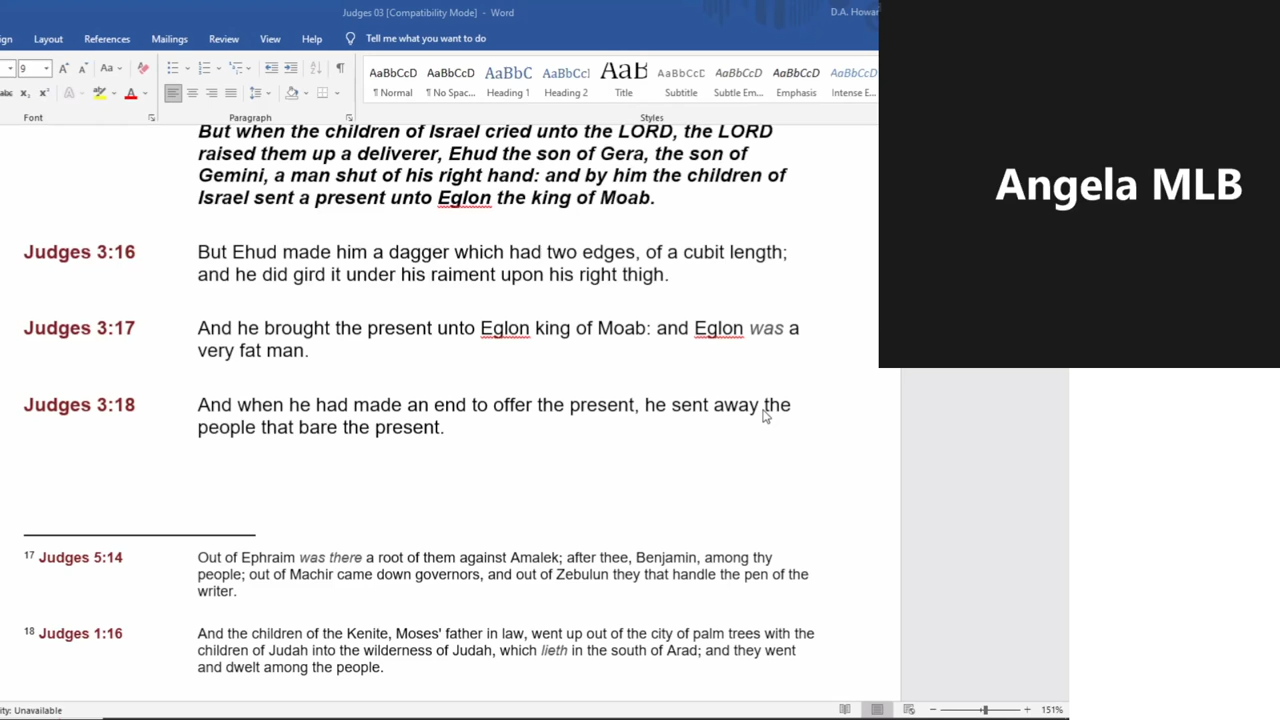 Judges 03 [Compatibility Mode] - Word
D.A. Howar
ign Layout References Mailings Review View Help Tell me what you want to do
9 A A Aa
abc x₂ x² A A
AaBbCcD AaBbCcD AaBbC AaBbCcl AaB AaBbCcD AaBbCcD AaBbCcD AaBbCcD
¶ Normal ¶ No Spac... Heading 1 Heading 2 Title Subtitle Subtle Em... Emphasis Intense E...
Font Paragraph Styles
Angela MLB
But when the children of Israel cried unto the LORD, the LORD
raised them up a deliverer, Ehud the son of Gera, the son of
Gemini, a man shut of his right hand: and by him the children of
Israel sent a present unto Eglon the king of Moab.
Judges 3:16 But Ehud made him a dagger which had two edges, of a cubit length;
and he did gird it under his raiment upon his right thigh.
Judges 3:17 And he brought the present unto Eglon king of Moab: and Eglon was a
very fat man.
Judges 3:18 And when he had made an end to offer the present, he sent away the
people that bare the present.
17 Judges 5:14 Out of Ephraim was there a root of them against Amalek; after thee, Benjamin, among thy
people; out of Machir came down governors, and out of Zebulun they that handle the pen of the
writer.
18 Judges 1:16 And the children of the Kenite, Moses' father in law, went up out of the city of palm trees with the
children of Judah into the wilderness of Judah, which lieth in the south of Arad; and they went
and dwelt among the people.
ity: Unavailable
151%